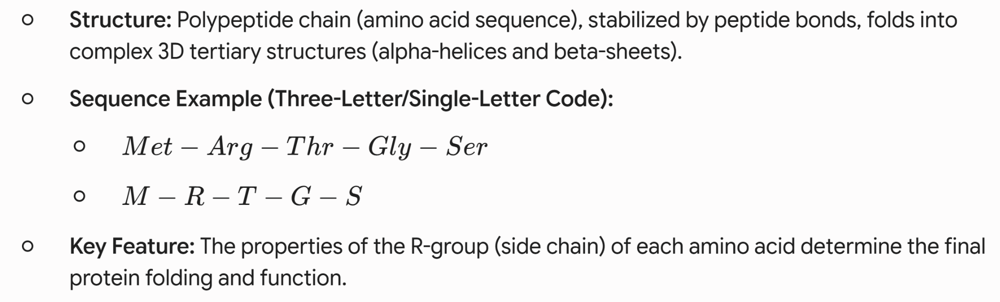 Structure: Polypeptide chain (amino acid sequence), stabilized by peptide bonds, folds into
complex 3D tertiary structures (alpha-helices and beta-sheets).
Sequence Example (Three-Letter/Single-Letter Code):
Met – Arg – Thr – Gly – Ser
M – R – T – G – S
Key Feature: The properties of the R-group (side chain) of each amino acid determine the final
protein folding and function.